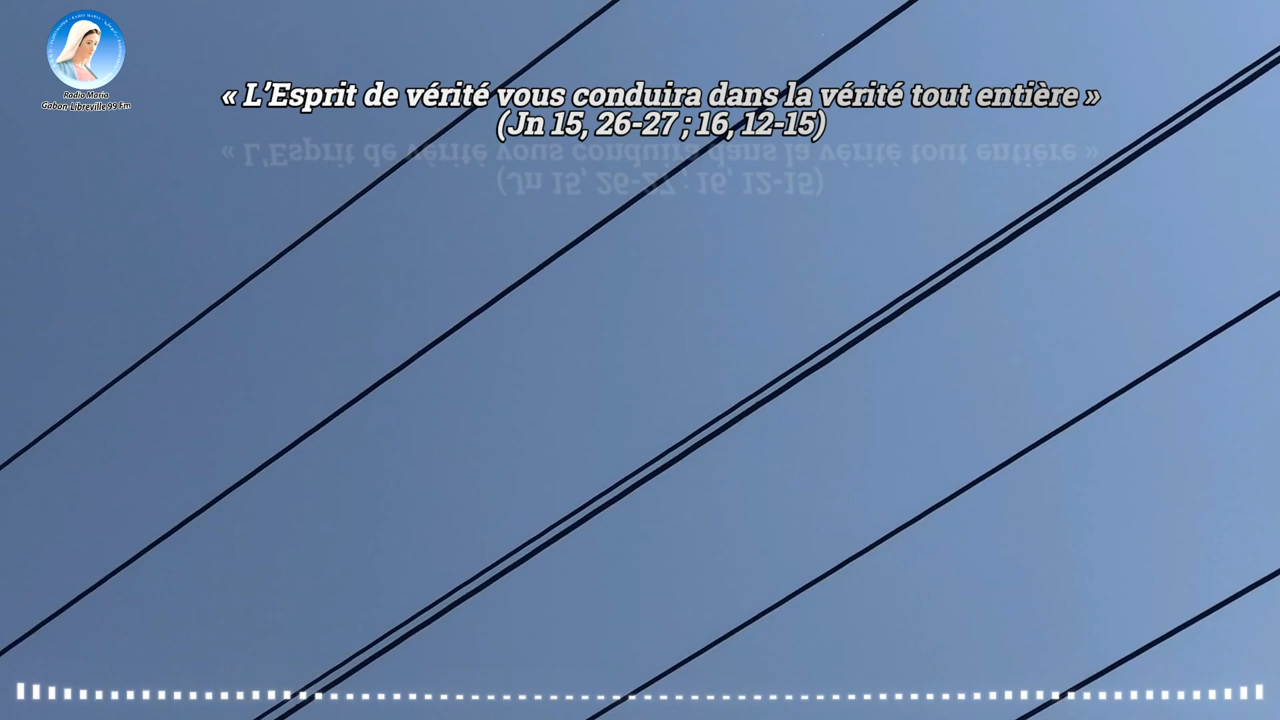 Radio Maria
Gabon-Libreville 99 Fm
« L'Esprit de vérité vous conduira dans la vérité tout entière »
(Jn 15, 26-27 ; 16, 12-15)